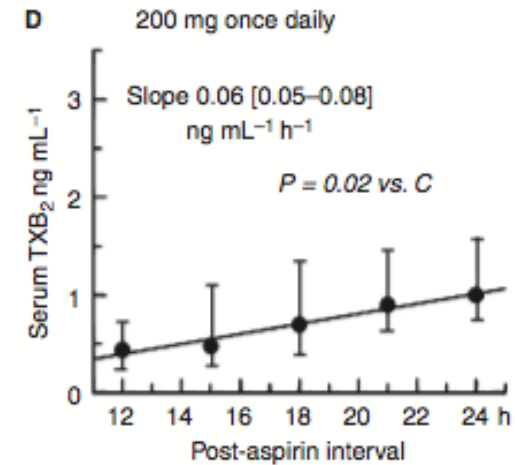 D
200 mg once daily
Slope 0.06 [0.05–0.08]
ng mL⁻¹ h⁻¹
P = 0.02 vs. C
Serum TXB₂ ng mL⁻¹
3
2
1
0
12 14 16 18 20 22 24 h
Post-aspirin interval